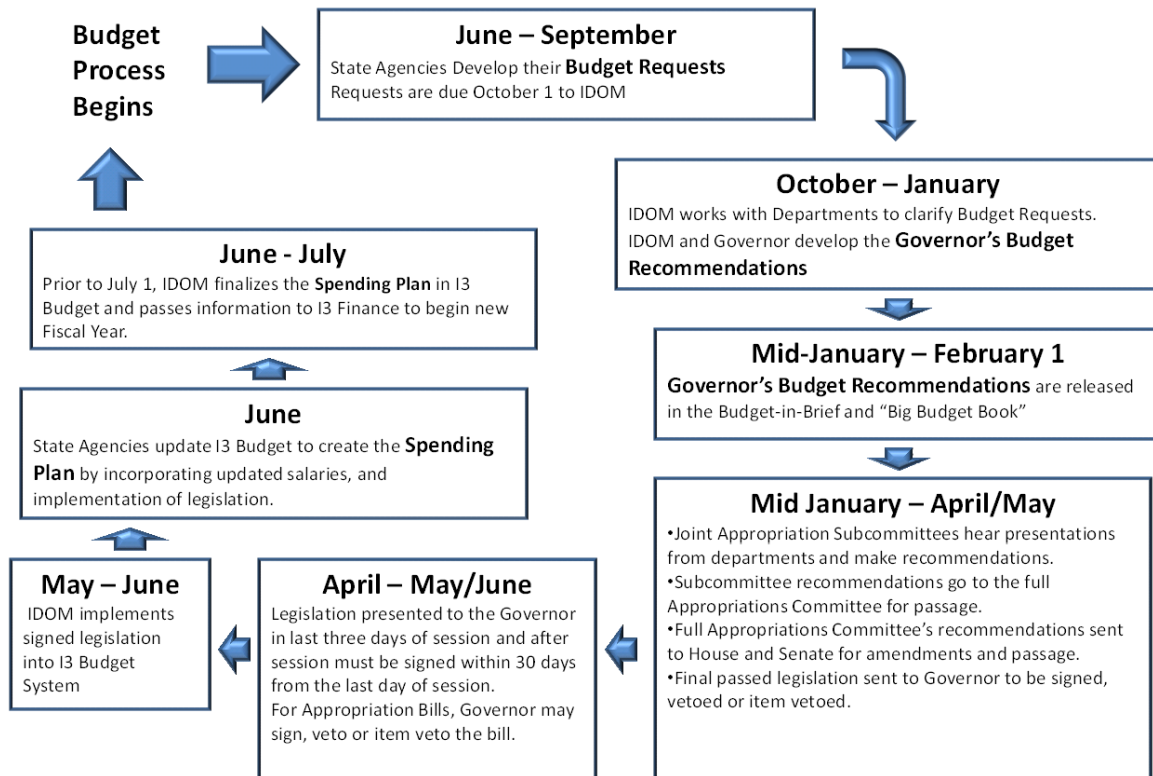 Budget
Process
Begins
June – September
State Agencies Develop their Budget Requests
Requests are due October 1 to IDOM
October – January
IDOM works with Departments to clarify Budget Requests.
IDOM and Governor develop the Governor's Budget
Recommendations
Mid-January – February 1
Governor's Budget Recommendations are released
in the Budget-in-Brief and "Big Budget Book"
Mid January – April/May
•Joint Appropriation Subcommittees hear presentations
from departments and make recommendations.
•Subcommittee recommendations go to the full
Appropriations Committee for passage.
•Full Appropriations Committee's recommendations sent
to House and Senate for amendments and passage.
•Final passed legislation sent to Governor to be signed,
vetoed or item vetoed.
April – May/June
Legislation presented to the Governor
in last three days of session and after
session must be signed within 30 days
from the last day of session.
For Appropriation Bills, Governor may
sign, veto or item veto the bill.
May – June
IDOM implements
signed legislation
into I3 Budget
System
June
State Agencies update I3 Budget to create the Spending
Plan by incorporating updated salaries, and
implementation of legislation.
June - July
Prior to July 1, IDOM finalizes the Spending Plan in I3
Budget and passes information to I3 Finance to begin new
Fiscal Year.